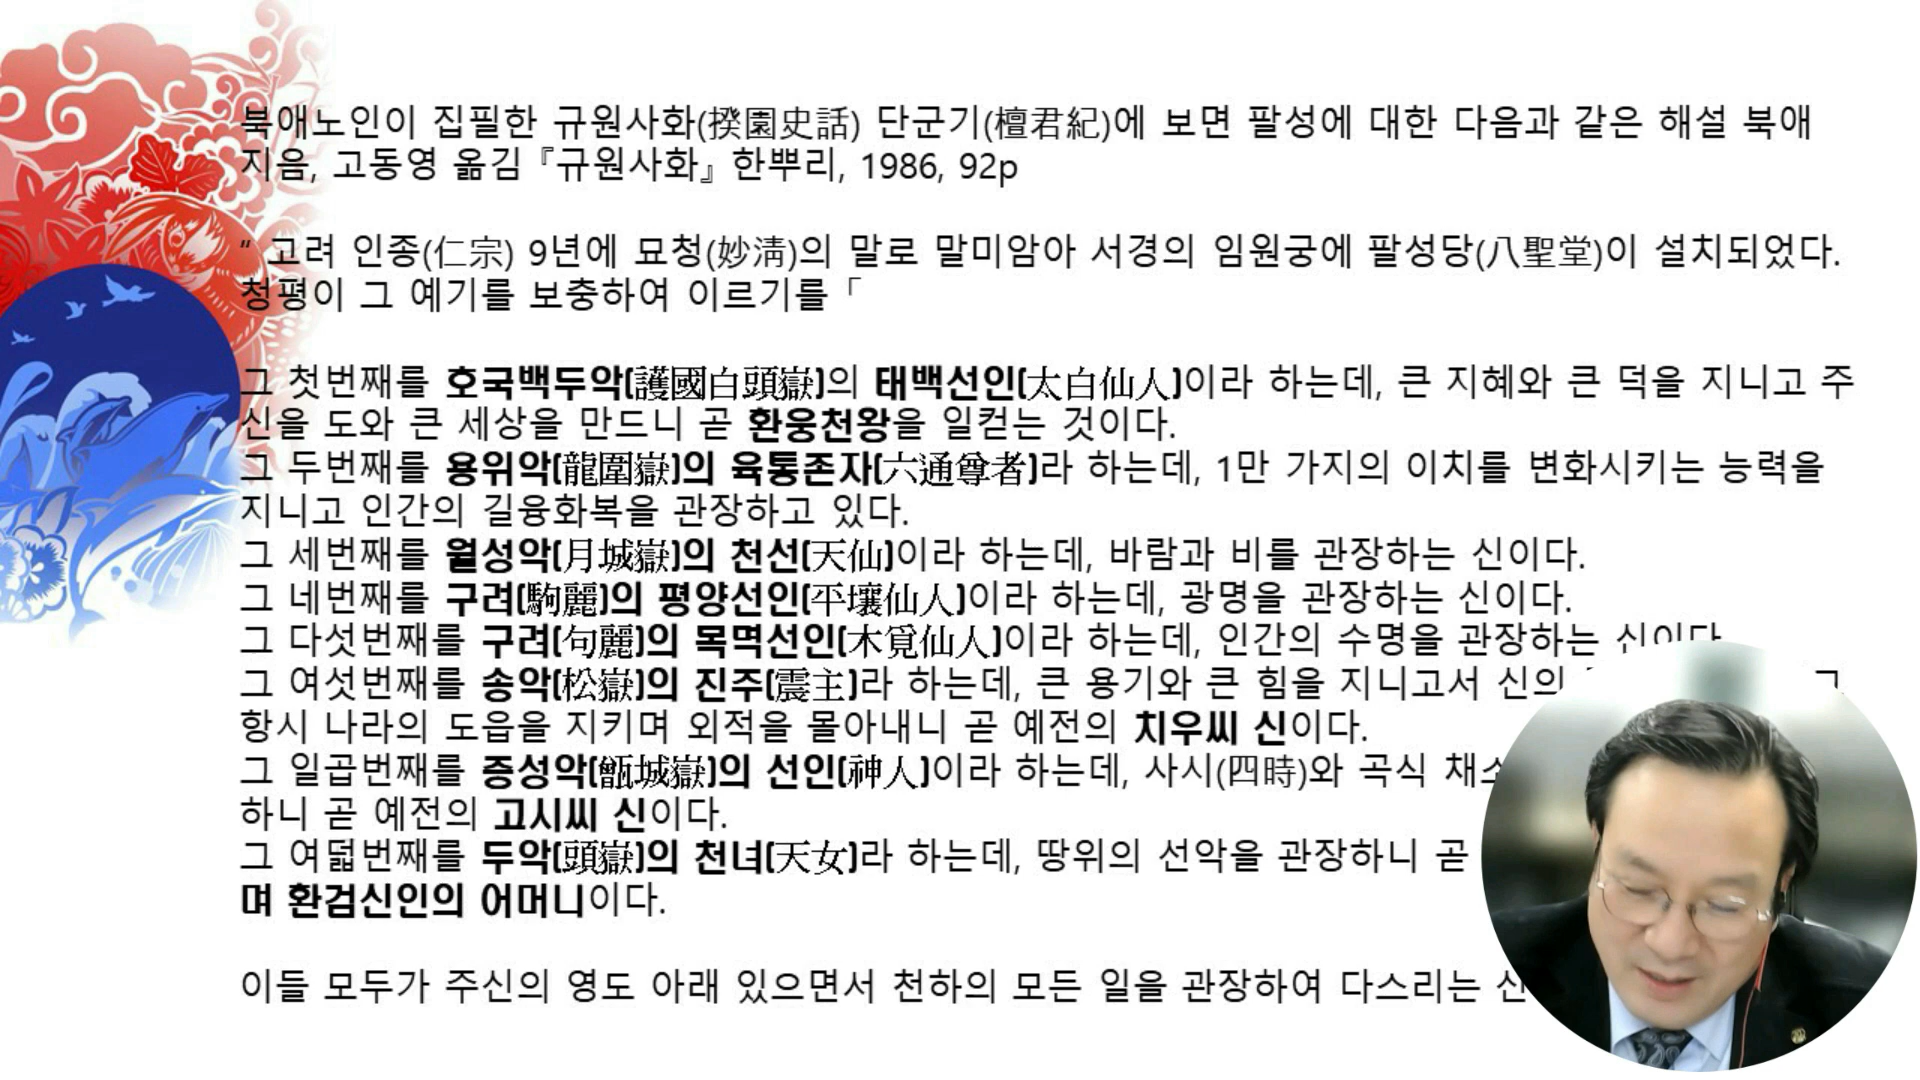 북애노인이 집필한 규원사화(揆園史話) 단군기(檀君紀)에 보면 팔성에 대한 다음과 같은 해설 북애
지음, 고동영 옮김『규원사화』한뿌리, 1986, 92p
“ 고려 인종(仁宗) 9년에 묘청(妙淸)의 말로 말미암아 서경의 임원궁에 팔성당(八聖堂)이 설치되었다.
청평이 그 예기를 보충하여 이르기를「
그 첫번째를 호국백두악(護國白頭嶽)의 태백선인(太白仙人)이라 하는데, 큰 지혜와 큰 덕을 지니고 주
신을 도와 큰 세상을 만드니 곧 환웅천왕을 일컫는 것이다.
그 두번째를 용위악(龍圍嶽)의 육통존자(六通尊者)라 하는데, 1만 가지의 이치를 변화시키는 능력을
지니고 인간의 길융화복을 관장하고 있다.
그 세번째를 월성악(月城嶽)의 천선(天仙)이라 하는데, 바람과 비를 관장하는 신이다.
그 네번째를 구려(駒麗)의 평양선인(平壤仙人)이라 하는데, 광명을 관장하는 신이다.
그 다섯번째를 구려(句麗)의 목멱선인(木覓仙人)이라 하는데, 인간의 수명을 관장하는 신이다
그 여섯번째를 송악(松嶽)의 진주(震主)라 하는데, 큰 용기와 큰 힘을 지니고서 신의
항시 나라의 도읍을 지키며 외적을 몰아내니 곧 예전의 치우씨 신이다.
그 일곱번째를 증성악(甑城嶽)의 선인(神人)이라 하는데, 사시(四時)와 곡식
하니 곧 예전의 고시씨 신이다.
그 여덟번째를 두악(頭嶽)의 천녀(天女)라 하는데, 땅위의 선악을 관장하니 곧
며 환검신인의 어머니이다.
이들 모두가 주신의 영도 아래 있으면서 천하의 모든 일을 관장하여 다스리는